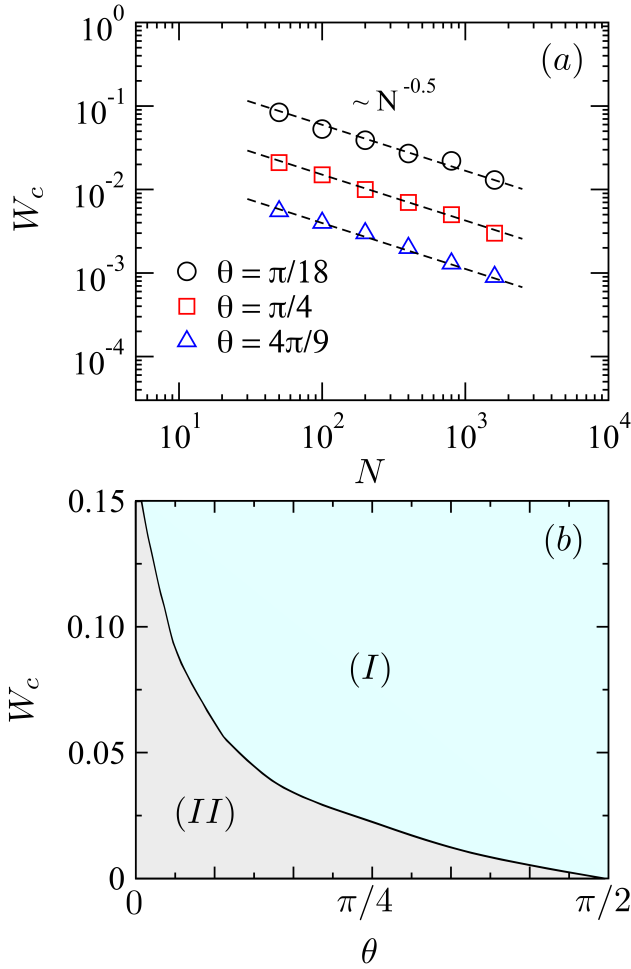 10^0
(a)
~ N^-0.5
10^-1
10^-2
W_c
10^-3
θ = π/18
θ = π/4
θ = 4π/9
10^-4
10^1
10^2
10^3
10^4
N
0.15
(b)
0.10
(I)
W_c
0.05
(II)
0
0
π/4
π/2
θ